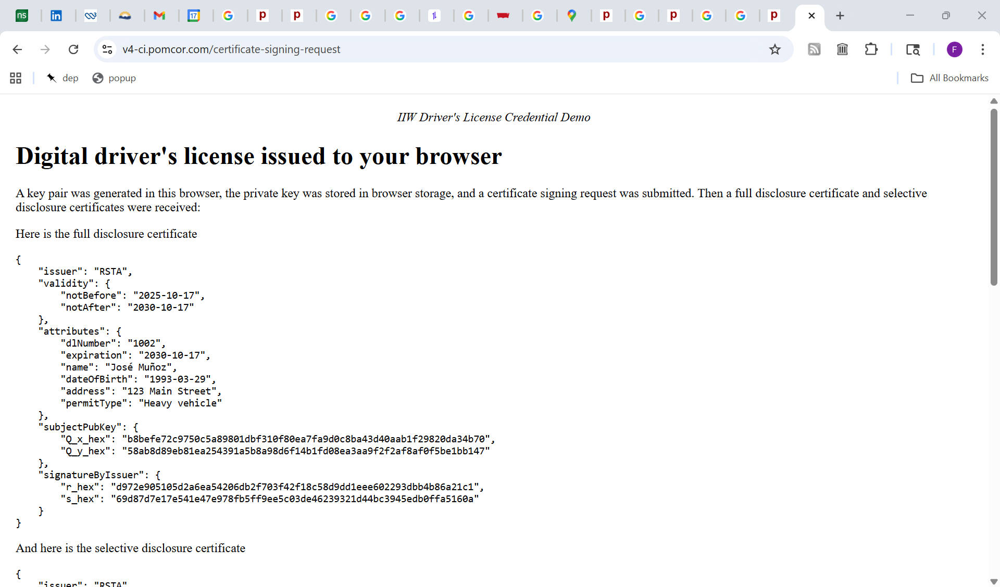 ns
in
17
v4-ci.pomcor.com/certificate-signing-request
F
dep
popup
All Bookmarks
IIW Driver's License Credential Demo
Digital driver's license issued to your browser
A key pair was generated in this browser, the private key was stored in browser storage, and a certificate signing request was submitted. Then a full disclosure certificate and selective
disclosure certificates were received:
Here is the full disclosure certificate
{
    "issuer": "RSTA",
    "validity": {
        "notBefore": "2025-10-17",
        "notAfter": "2030-10-17"
    },
    "attributes": {
        "dlNumber": "1002",
        "expiration": "2030-10-17",
        "name": "José Muñoz",
        "dateOfBirth": "1993-03-29",
        "address": "123 Main Street",
        "permitType": "Heavy vehicle"
    },
    "subjectPubKey": {
        "Q_x_hex": "b8befe72c9750c5a89801dbf310f80ea7fa9d0c8ba43d40aab1f29820da34b70",
        "Q_y_hex": "58ab8d89eb81ea254391a5b8a98d6f14b1fd08ea3aa9f2f2af8af0f5be1bb147"
    },
    "signatureByIssuer": {
        "r_hex": "d972e905105d2a6ea54206db2f703f42f18c58d9dd1eee602293dbb4b86a21c1",
        "s_hex": "69d87d7e17e541e47e978fb5ff9ee5c03de46239321d44bc3945edb0ffa5160a"
    }
}
And here is the selective disclosure certificate
{
    "issuer": "RSTA"